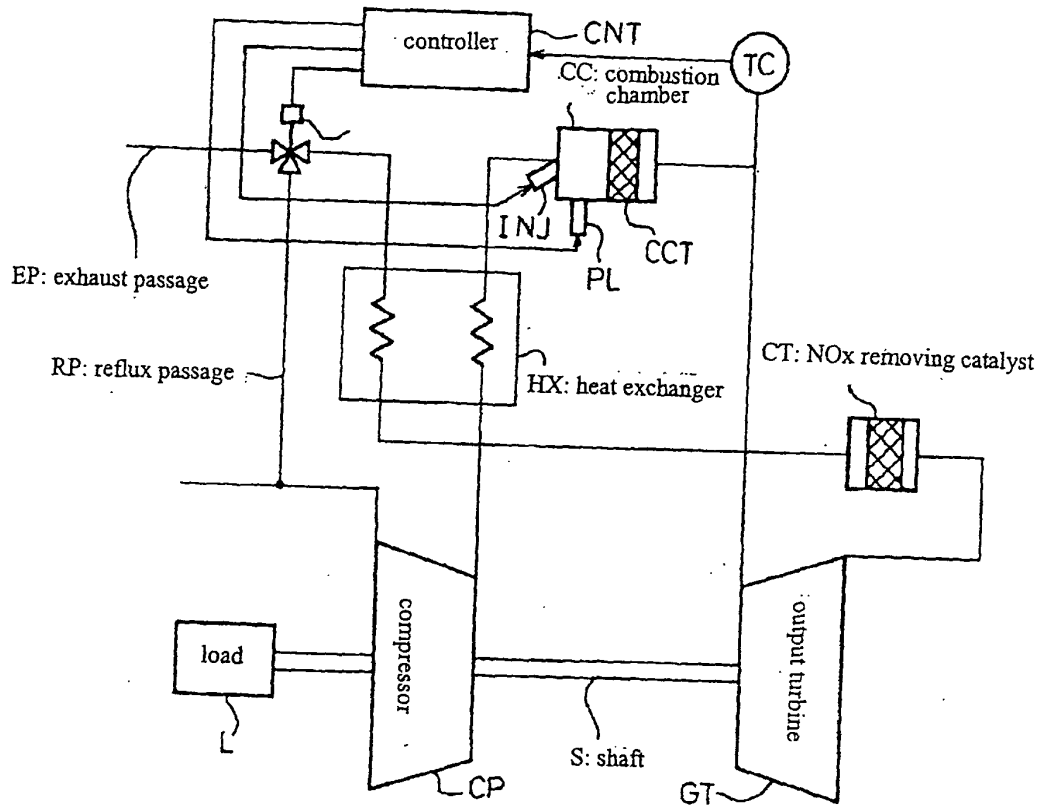 controller
CNT
TC
CC: combustion
chamber
INJ
PL
CCT
EP: exhaust passage
RP: reflux passage
HX: heat exchanger
CT: NOx removing catalyst
load
L
compressor
CP
S: shaft
output turbine
GT